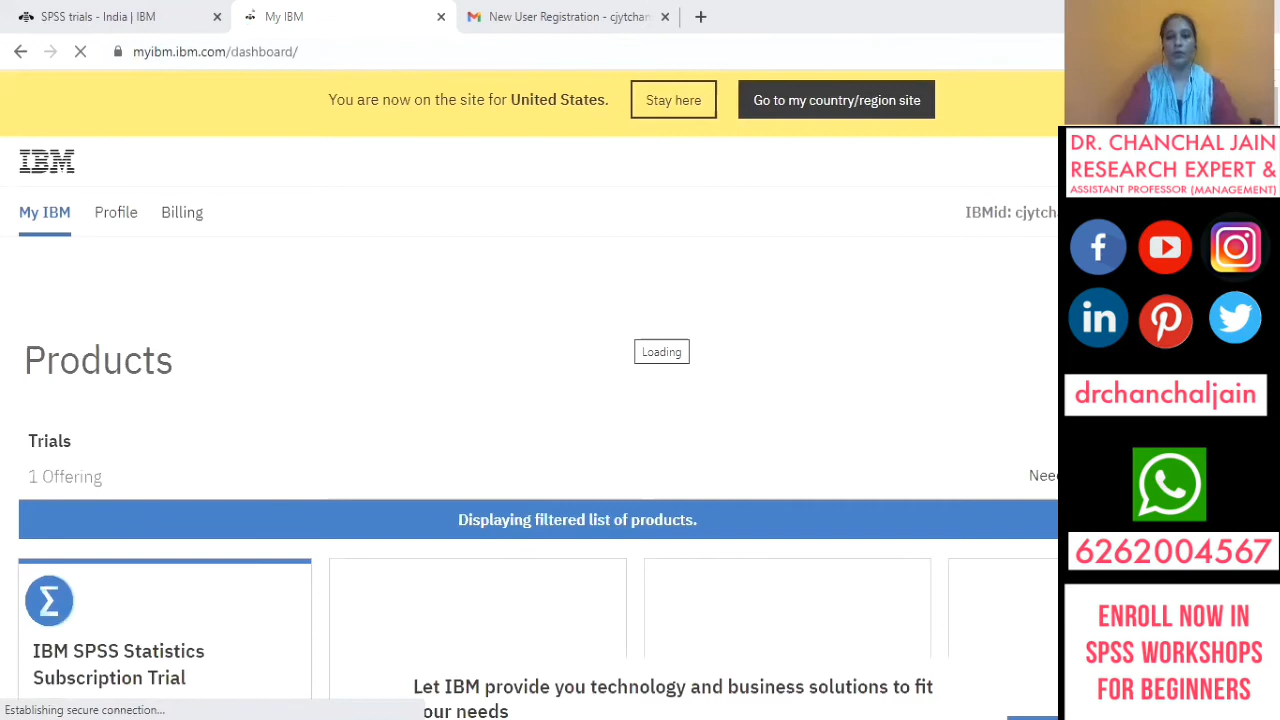 SPSS trials - India | IBM
My IBM
New User Registration - cjytchan
myibm.ibm.com/dashboard/
You are now on the site for United States.
Stay here
Go to my country/region site
IBM
My IBM
Profile
Billing
IBMid: cjytch
Loading
Products
Trials
1 Offering
Nee
Displaying filtered list of products.
Σ
IBM SPSS Statistics
Subscription Trial
Let IBM provide you technology and business solutions to fit
your needs
Establishing secure connection...
DR. CHANCHAL JAIN
RESEARCH EXPERT &
ASSISTANT PROFESSOR (MANAGEMENT)
drchanchaljain
6262004567
ENROLL NOW IN
SPSS WORKSHOPS
FOR BEGINNERS